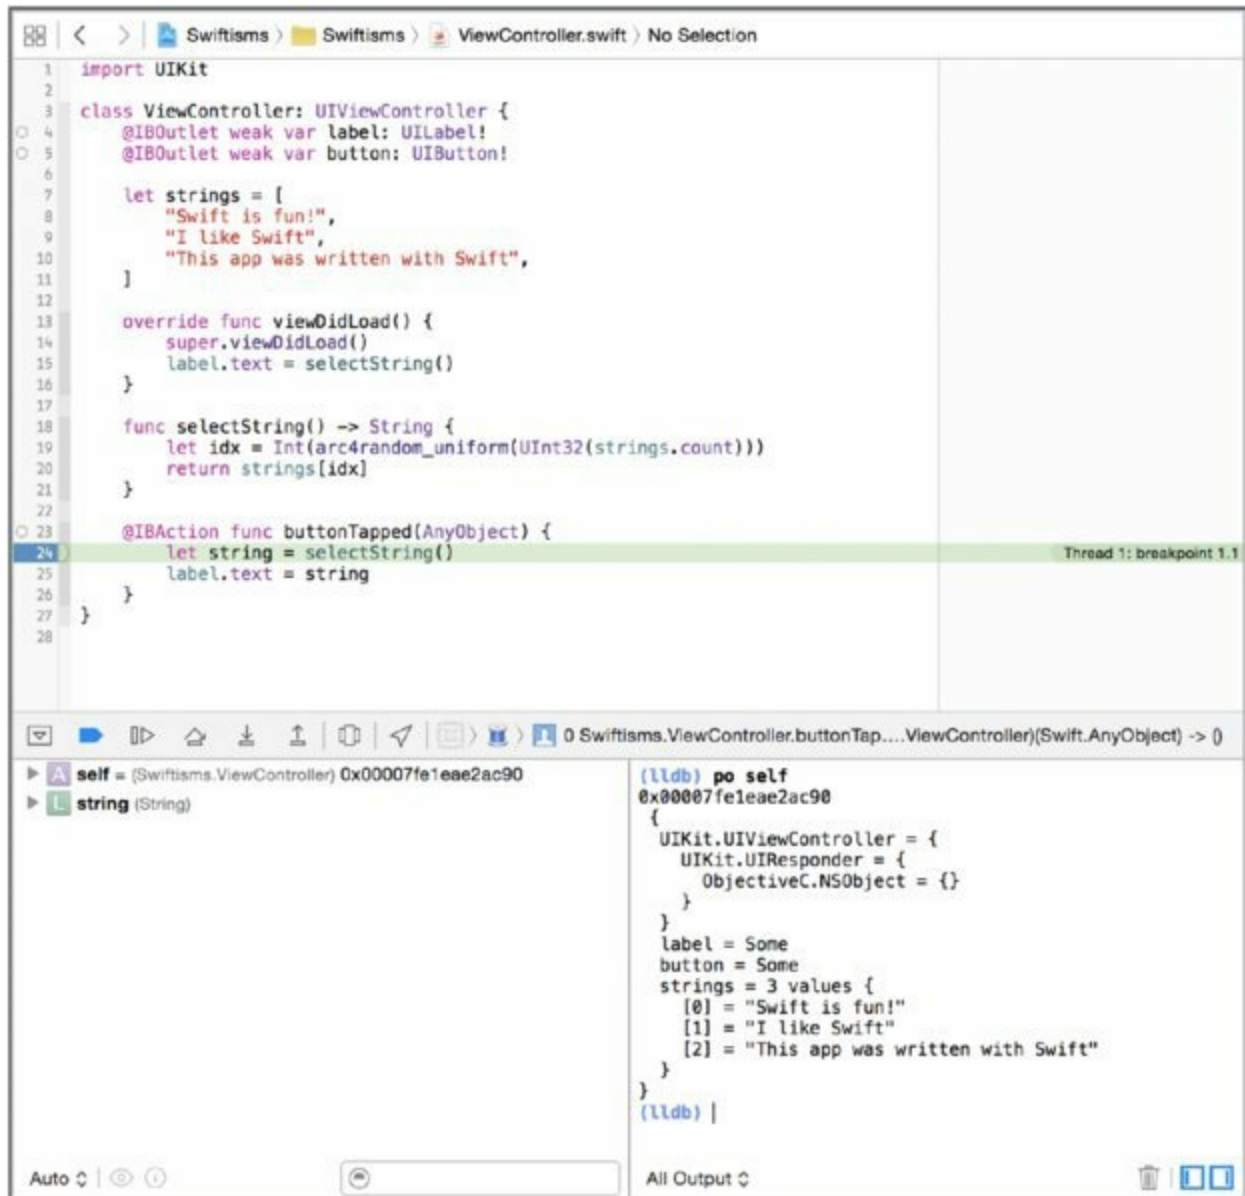 Swiftisms 〉 Swiftisms 〉 ViewController.swift 〉 No Selection
1 import UIKit
2
3 class ViewController: UIViewController {
4 @IBOutlet weak var label: UILabel!
5 @IBOutlet weak var button: UIButton!
6
7 let strings = [
8 "Swift is fun!",
9 "I like Swift",
10 "This app was written with Swift",
11 ]
12
13 override func viewDidLoad() {
14 super.viewDidLoad()
15 label.text = selectString()
16 }
17
18 func selectString() -> String {
19 let idx = Int(arc4random_uniform(UInt32(strings.count)))
20 return strings[idx]
21 }
22
23 @IBAction func buttonTapped(AnyObject) {
24 let string = selectString() Thread 1: breakpoint 1.1
25 label.text = string
26 }
27 }
28
0 Swiftisms.ViewController.buttonTap....ViewController)(Swift.AnyObject) -> ()
A self = (Swiftisms.ViewController) 0x00007fe1eae2ac90
L string (String)
(lldb) po self
0x00007fe1eae2ac90
{
UIKit.UIViewController = {
UIKit.UIResponder = {
ObjectiveC.NSObject = {}
}
}
label = Some
button = Some
strings = 3 values {
[0] = "Swift is fun!"
[1] = "I like Swift"
[2] = "This app was written with Swift"
}
}
(lldb)
Auto
All Output